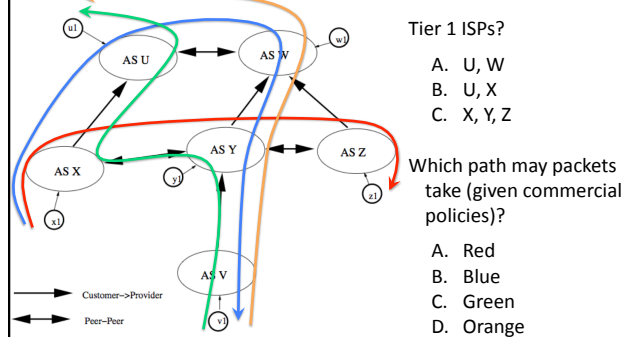 u1
AS U
AS W
w1
AS X
AS Y
AS Z
y1
z1
x1
AS V
Customer->Provider
Peer-Peer
v1
Tier 1 ISPs?
A. U, W
B. U, X
C. X, Y, Z
Which path may packets
take (given commercial
policies)?
A. Red
B. Blue
C. Green
D. Orange